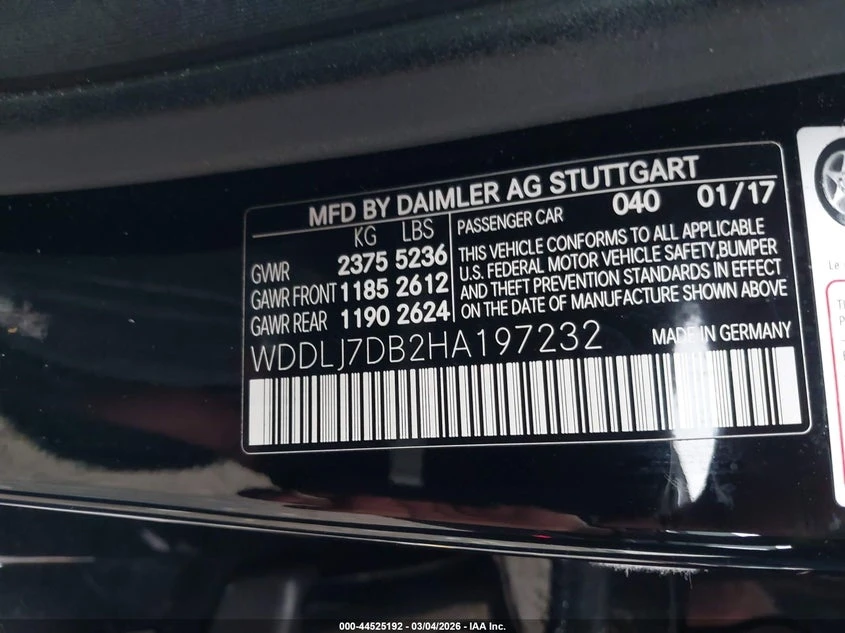 MFD BY DAIMLER AG STUTTGART
KG LBS
GVWR 2375 5236
GAWR FRONT 1185 2612
GAWR REAR 1190 2624
PASSENGER CAR 040 01/17
THIS VEHICLE CONFORMS TO ALL APPLICABLE
U.S. FEDERAL MOTOR VEHICLE SAFETY,BUMPER
AND THEFT PREVENTION STANDARDS IN EFFECT
ON THE DATE OF MANUFACTURE SHOWN ABOVE
WDDLJ7DB2HA197232
MADE IN GERMANY
Le
000-44525192 - 03/04/2026 - IAA Inc.